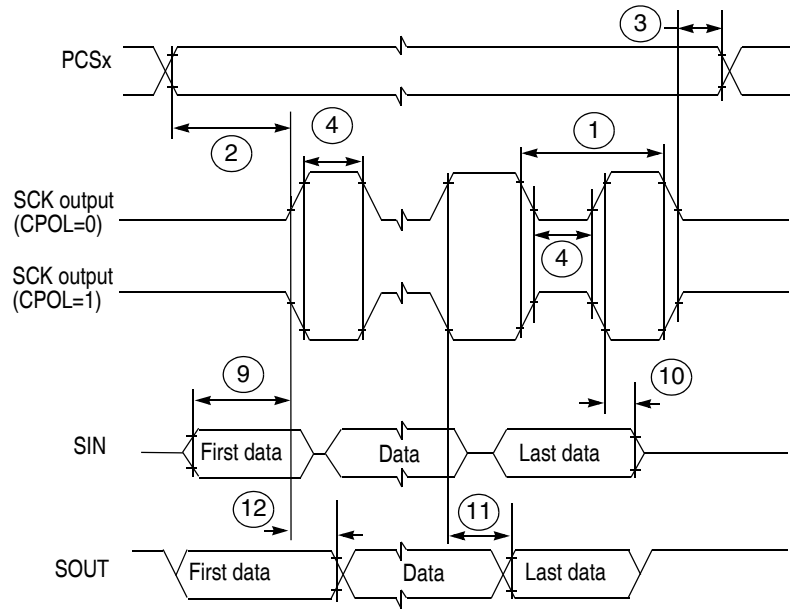 3
PCSx
2
4
1
SCK output
(CPOL=0)
4
SCK output
(CPOL=1)
9
10
SIN
First data
Data
Last data
12
11
SOUT
First data
Data
Last data